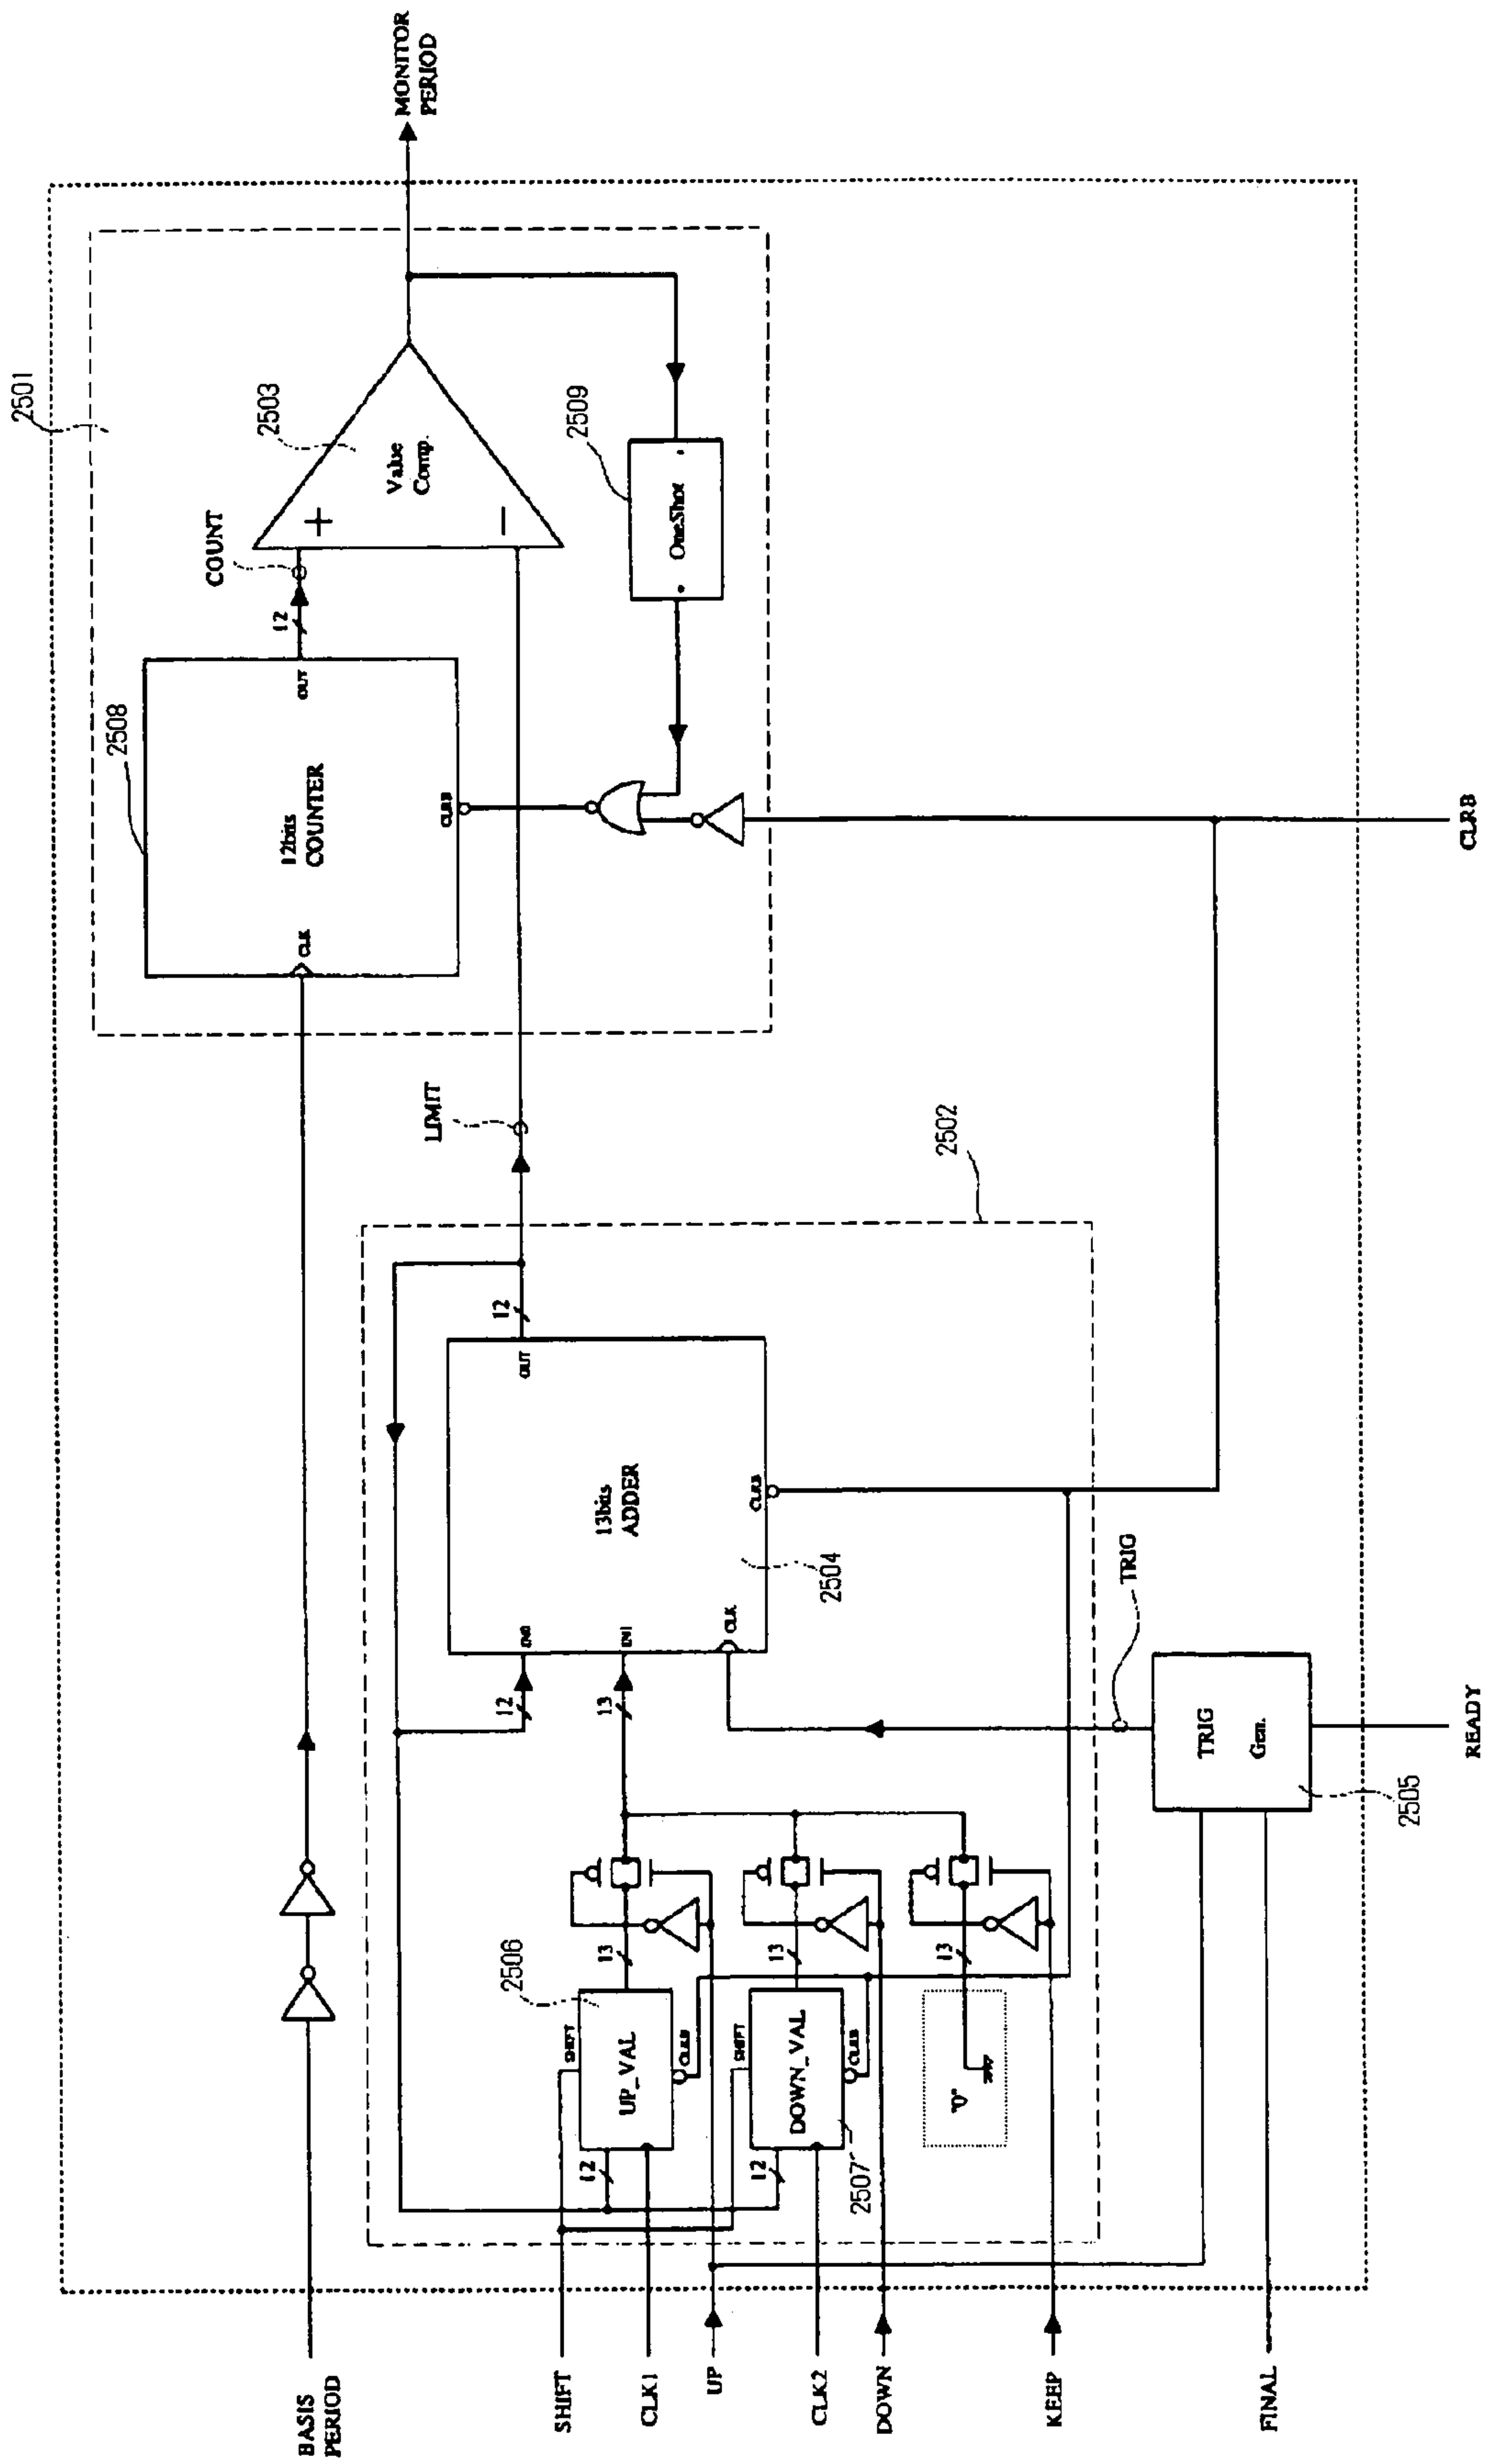 2501
MONITOR
PERIOD
2503
Value
Comp.
+
−
COUNT
12
2509
OneShot
2508
12bits
COUNTER
CLK
OUT
CLRB
LIMIT
2502
CLRB
12
13bits
ADDER
OUT
IN0
IN1
CLK
CLRB
2504
12
13
TRIG
TRIG
Gen.
2505
READY
2506
13
SHIFT
UP_VAL
CLRB
12
13
SHIFT
DOWN_VAL
CLRB
12
2507
13
"0"
BASIS
PERIOD
SHIFT
CLK1
UP
CLK2
DOWN
KEEP
FINAL